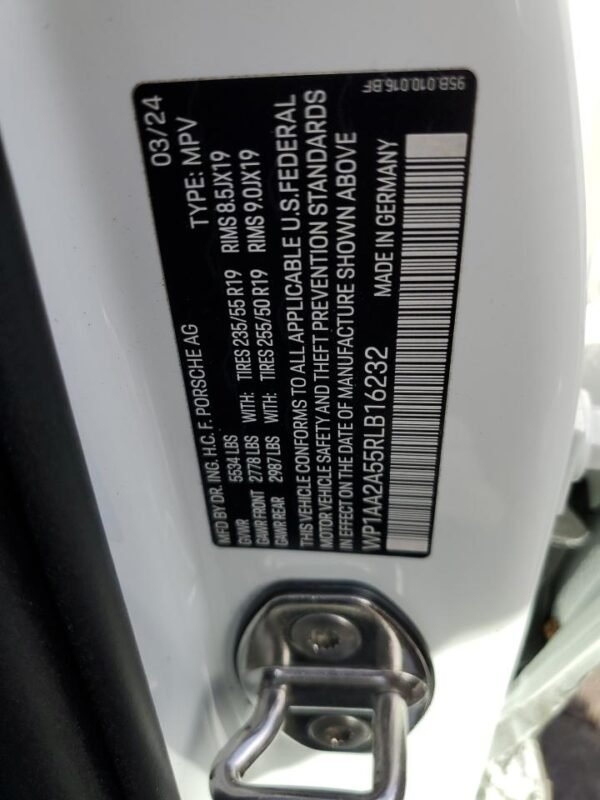 MFD BY DR. ING. H.C. F. PORSCHE AG 03/24
GVWR 5534 LBS TYPE: MPV
GAWR FRONT 2778 LBS WITH: TIRES 235/55 R19 RIMS 8.5JX19
GAWR REAR 2987 LBS WITH: TIRES 255/50 R19 RIMS 9.0JX19
THIS VEHICLE CONFORMS TO ALL APPLICABLE U.S. FEDERAL
MOTOR VEHICLE SAFETY AND THEFT PREVENTION STANDARDS
IN EFFECT ON THE DATE OF MANUFACTURE SHOWN ABOVE
WP1AA2A55RLB16232 MADE IN GERMANY
95B.010.016.BF